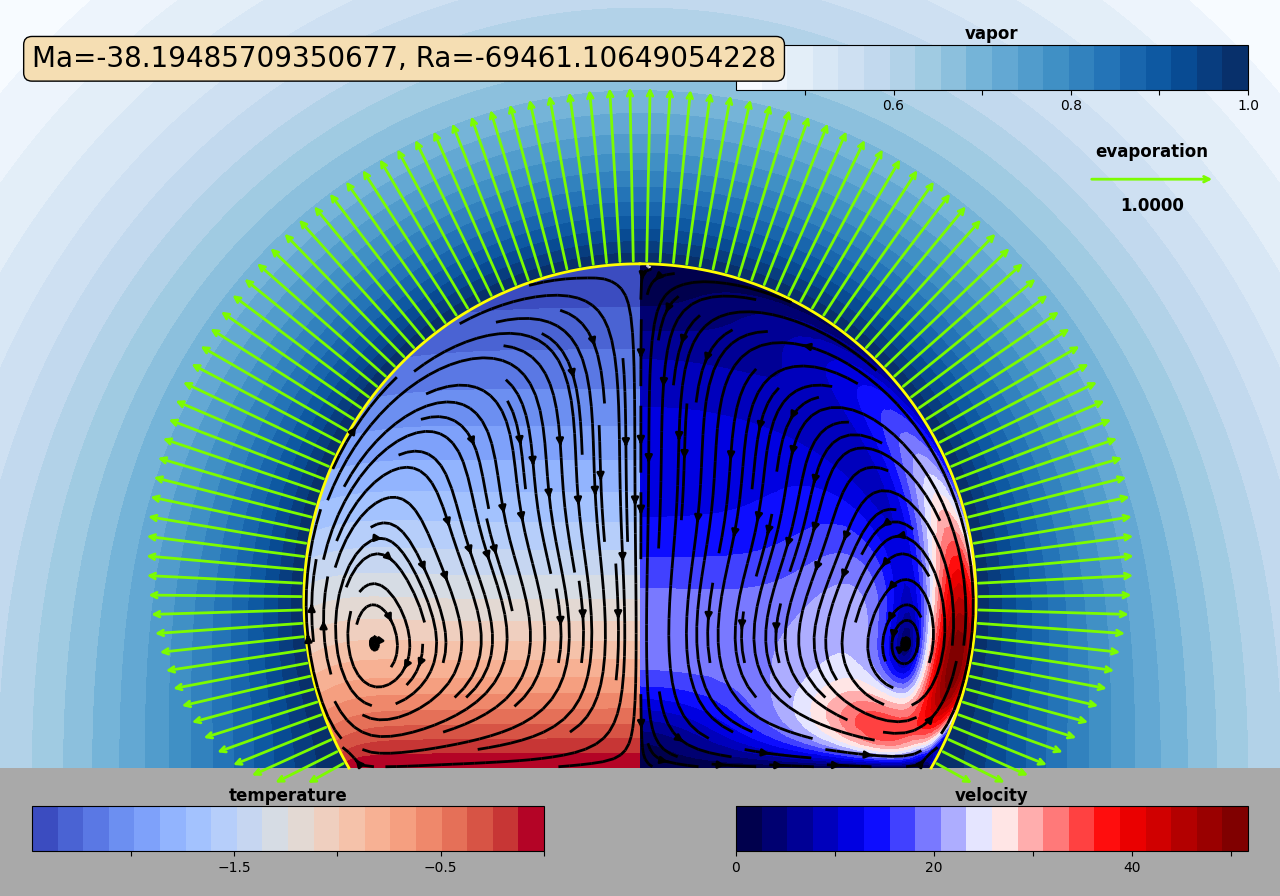 vapor
Ma=-38.19485709350677, Ra=-69461.10649054228
0.6 0.8 1.0
evaporation
1.0000
temperature
−1.5 −0.5
velocity
0 20 40